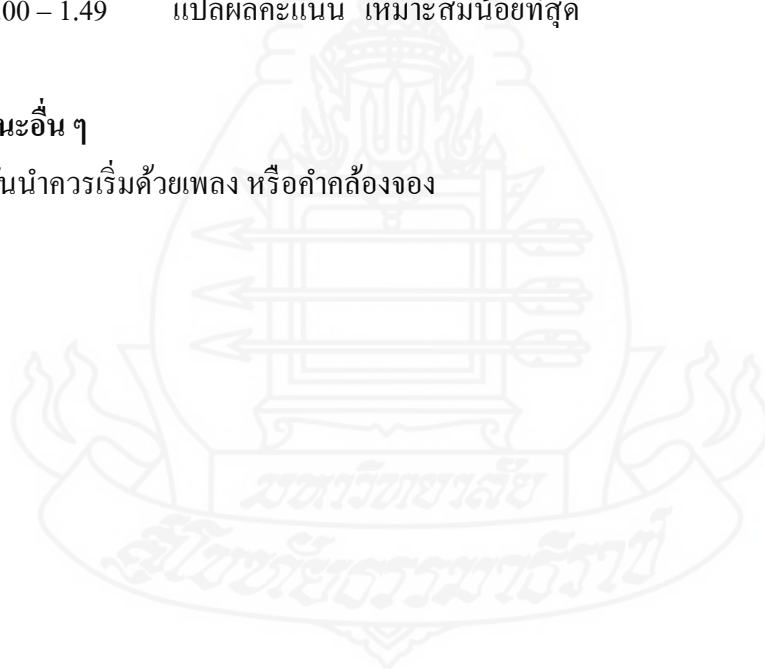 .00 – 1.49 แปลผลคะแนน เหมาะสมน้อยที่สุด
นะอื่น ๆ
ันนำควรเริ่มด้วยเพลง หรือคำคล้องจอง
มหาวิทยาลัย
สุโขทัยธรรมาธิราช